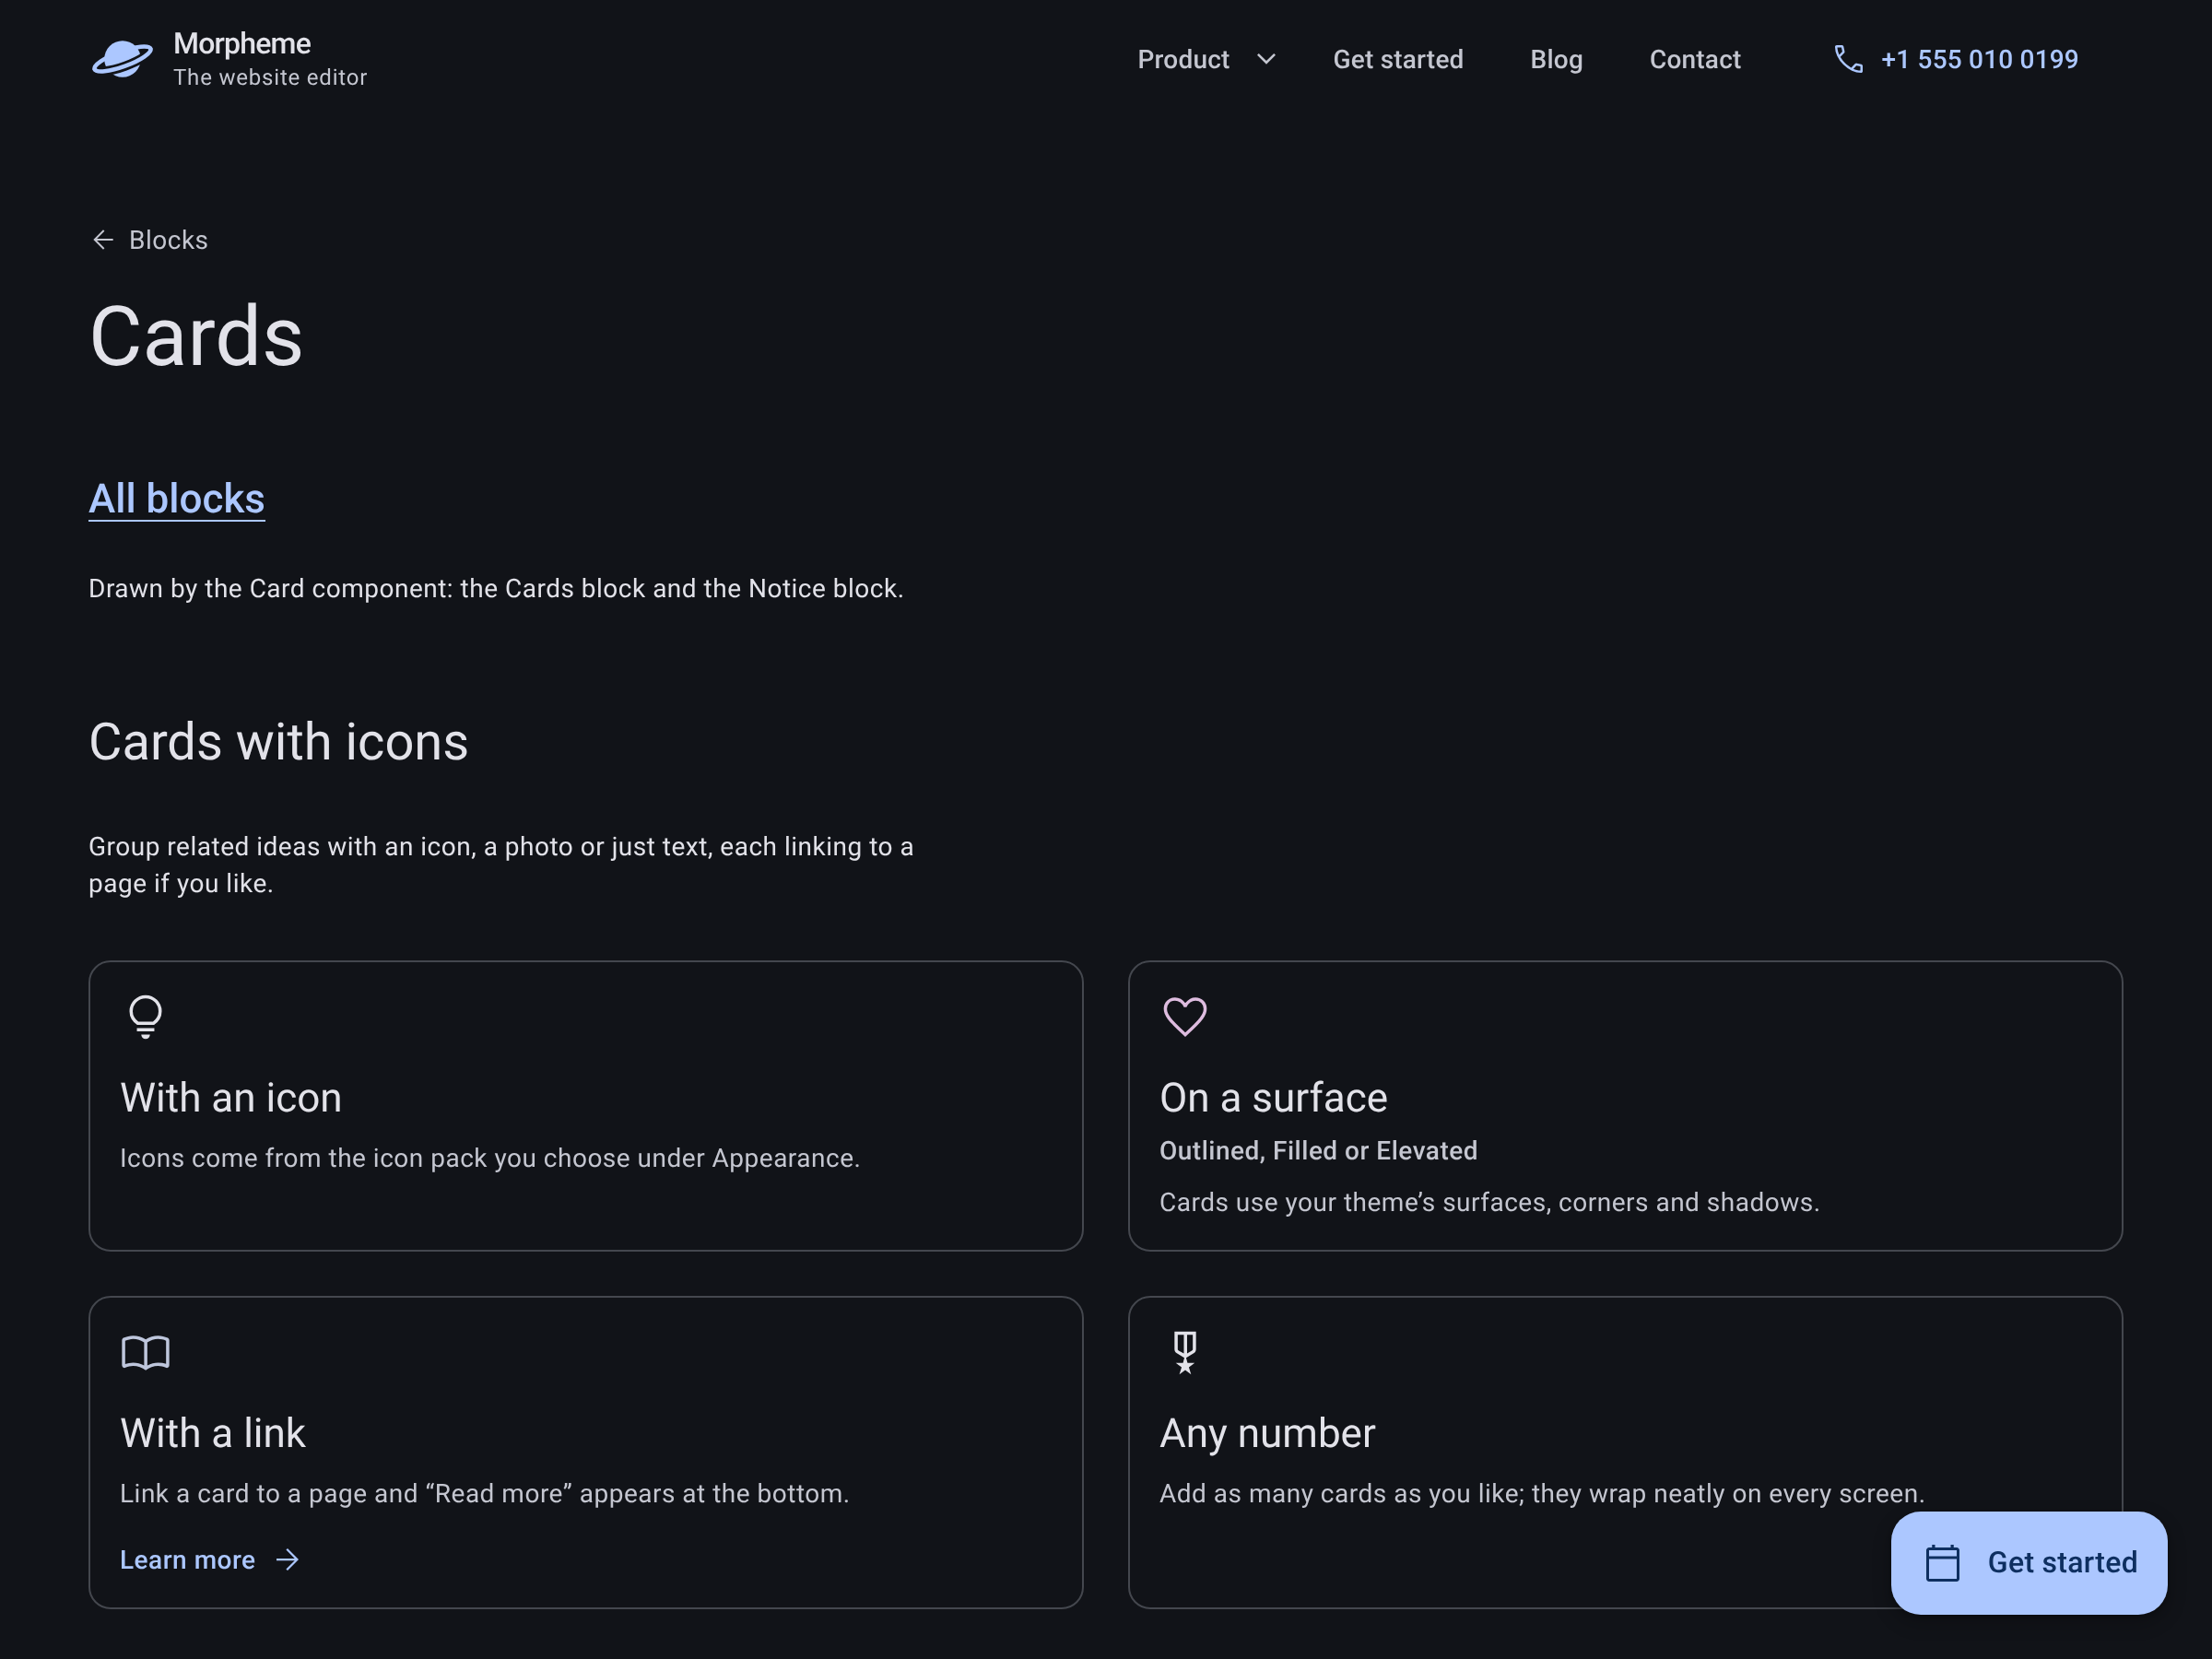 Morpheme
The website editor
Product
Get started
Blog
Contact
+1 555 010 0199
Blocks
Cards
All blocks
Drawn by the Card component: the Cards block and the Notice block.
Cards with icons
Group related ideas with an icon, a photo or just text, each linking to a
page if you like.
With an icon
Icons come from the icon pack you choose under Appearance.
On a surface
Outlined, Filled or Elevated
Cards use your theme’s surfaces, corners and shadows.
With a link
Link a card to a page and “Read more” appears at the bottom.
Learn more
Any number
Add as many cards as you like; they wrap neatly on every screen.
Get started